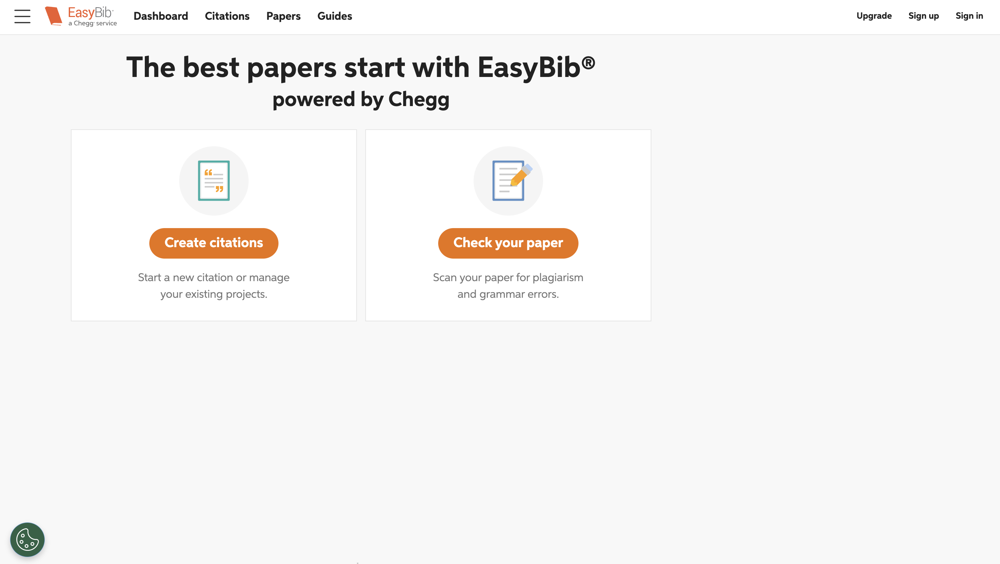 EasyBib®
a Chegg® service
Dashboard
Citations
Papers
Guides
Upgrade
Sign up
Sign in
The best papers start with EasyBib®
powered by Chegg
Create citations
Start a new citation or manage
your existing projects.
Check your paper
Scan your paper for plagiarism
and grammar errors.